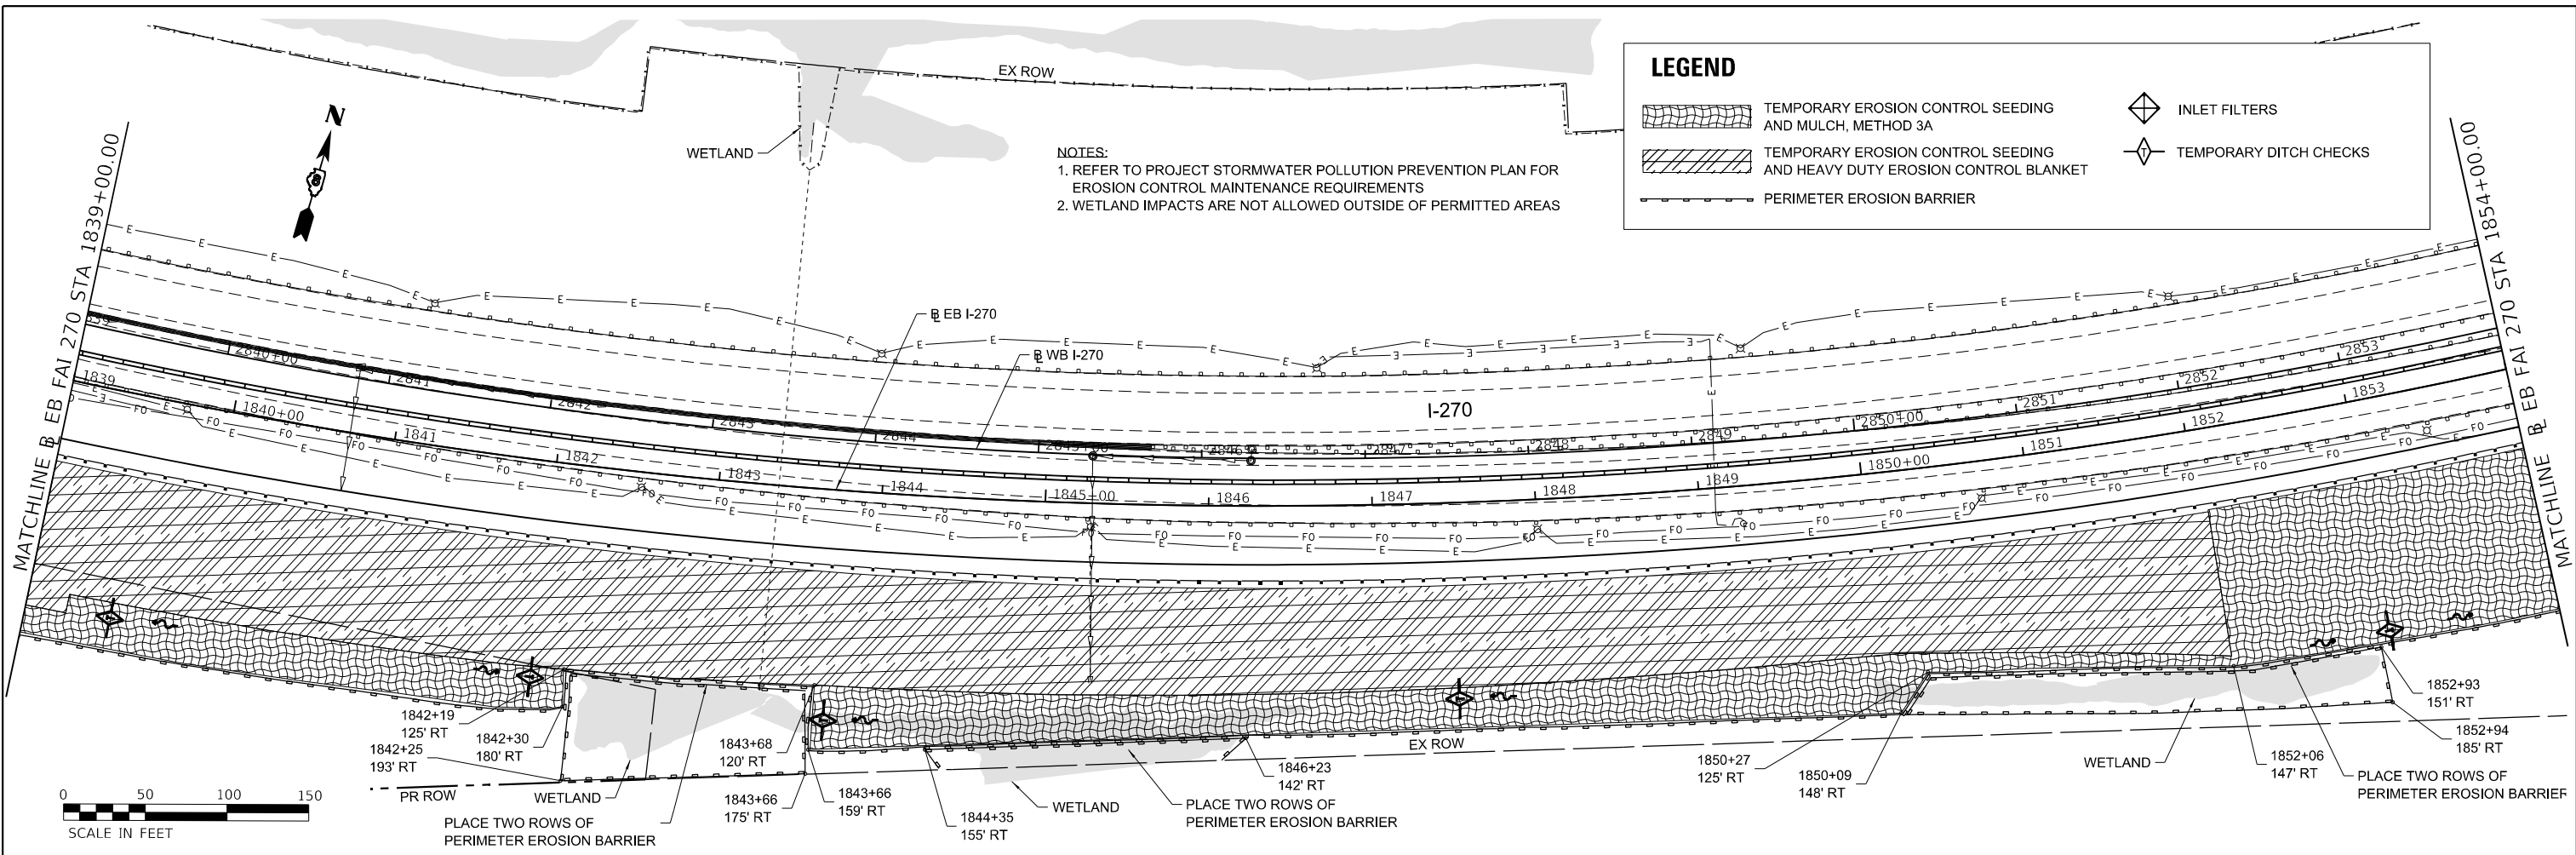 EX ROW
WETLAND
N
NOTES:
1. REFER TO PROJECT STORMWATER POLLUTION PREVENTION PLAN FOR
EROSION CONTROL MAINTENANCE REQUIREMENTS
2. WETLAND IMPACTS ARE NOT ALLOWED OUTSIDE OF PERMITTED AREAS
LEGEND
TEMPORARY EROSION CONTROL SEEDING
AND MULCH, METHOD 3A
TEMPORARY EROSION CONTROL SEEDING
AND HEAVY DUTY EROSION CONTROL BLANKET
PERIMETER EROSION BARRIER
INLET FILTERS
TEMPORARY DITCH CHECKS
MATCHLINE BL EB FAI 270 STA 1839+00.00
MATCHLINE BL EB FAI 270 STA 1854+00.00
BL EB I-270
BL WB I-270
I-270
2840+00
2841
2842
2843
2844
2845+00
2846
2847
2848
2849
2850+00
2851
2852
2853
1839
1840+00
1841
1842
1843
1844
1845+00
1846
1847
1848
1849
1850+00
1851
1852
1853
1842+19
125' RT
1842+25
193' RT
1842+30
180' RT
1843+68
120' RT
1843+66
175' RT
1843+66
159' RT
1844+35
155' RT
1846+23
142' RT
EX ROW
1850+27
125' RT
1850+09
148' RT
1852+06
147' RT
1852+93
151' RT
1852+94
185' RT
PR ROW
WETLAND
PLACE TWO ROWS OF
PERIMETER EROSION BARRIER
WETLAND
PLACE TWO ROWS OF
PERIMETER EROSION BARRIER
WETLAND
PLACE TWO ROWS OF
PERIMETER EROSION BARRIER
0 50 100 150
SCALE IN FEET